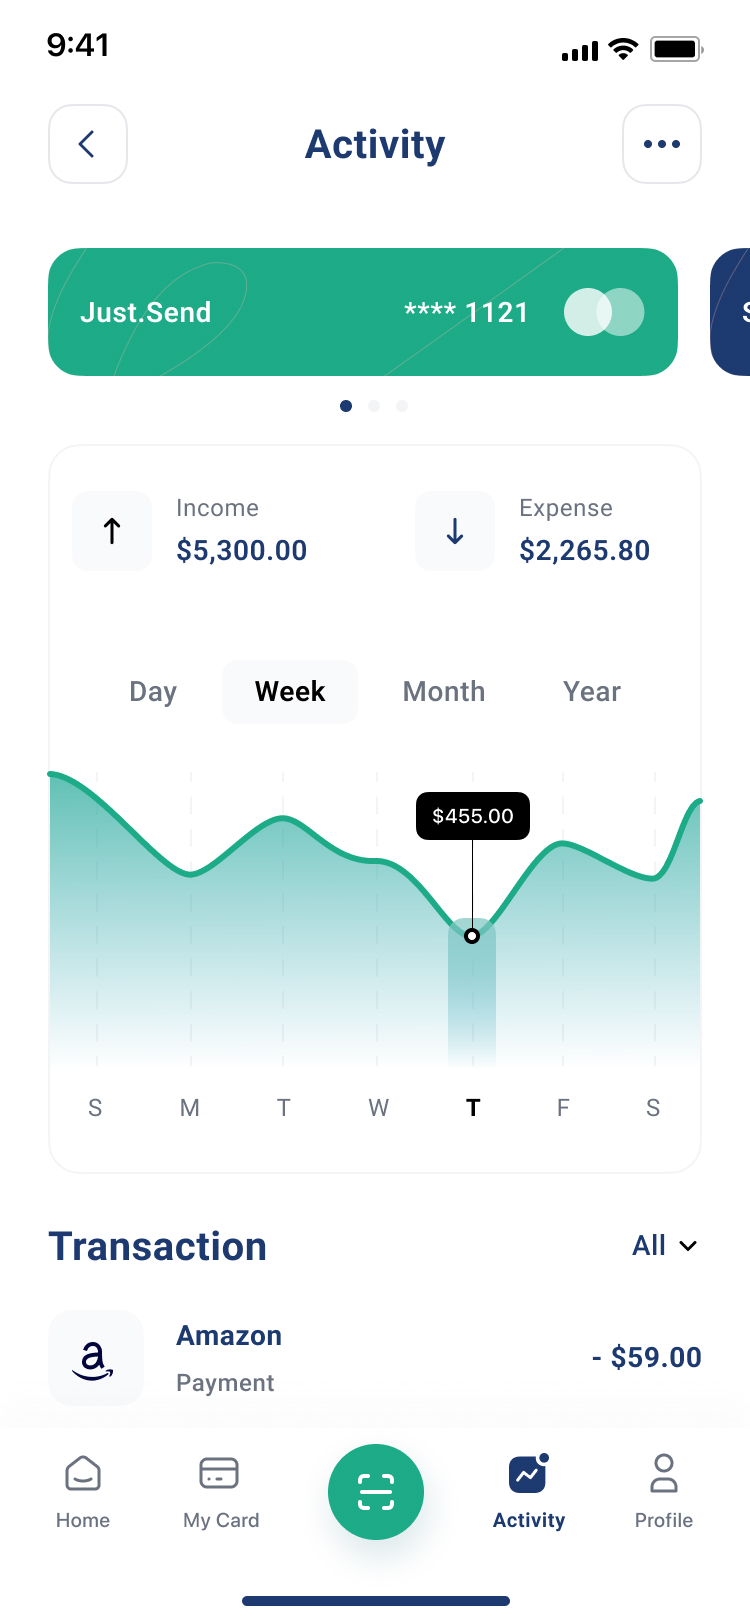 9:41
Activity
Just.Send **** 1121 S
Income Expense
$5,300.00 $2,265.80
Day Week Month Year
$455.00
S M T W T F S
Transaction All
Amazon
- $59.00
Payment
Home My Card Activity Profile